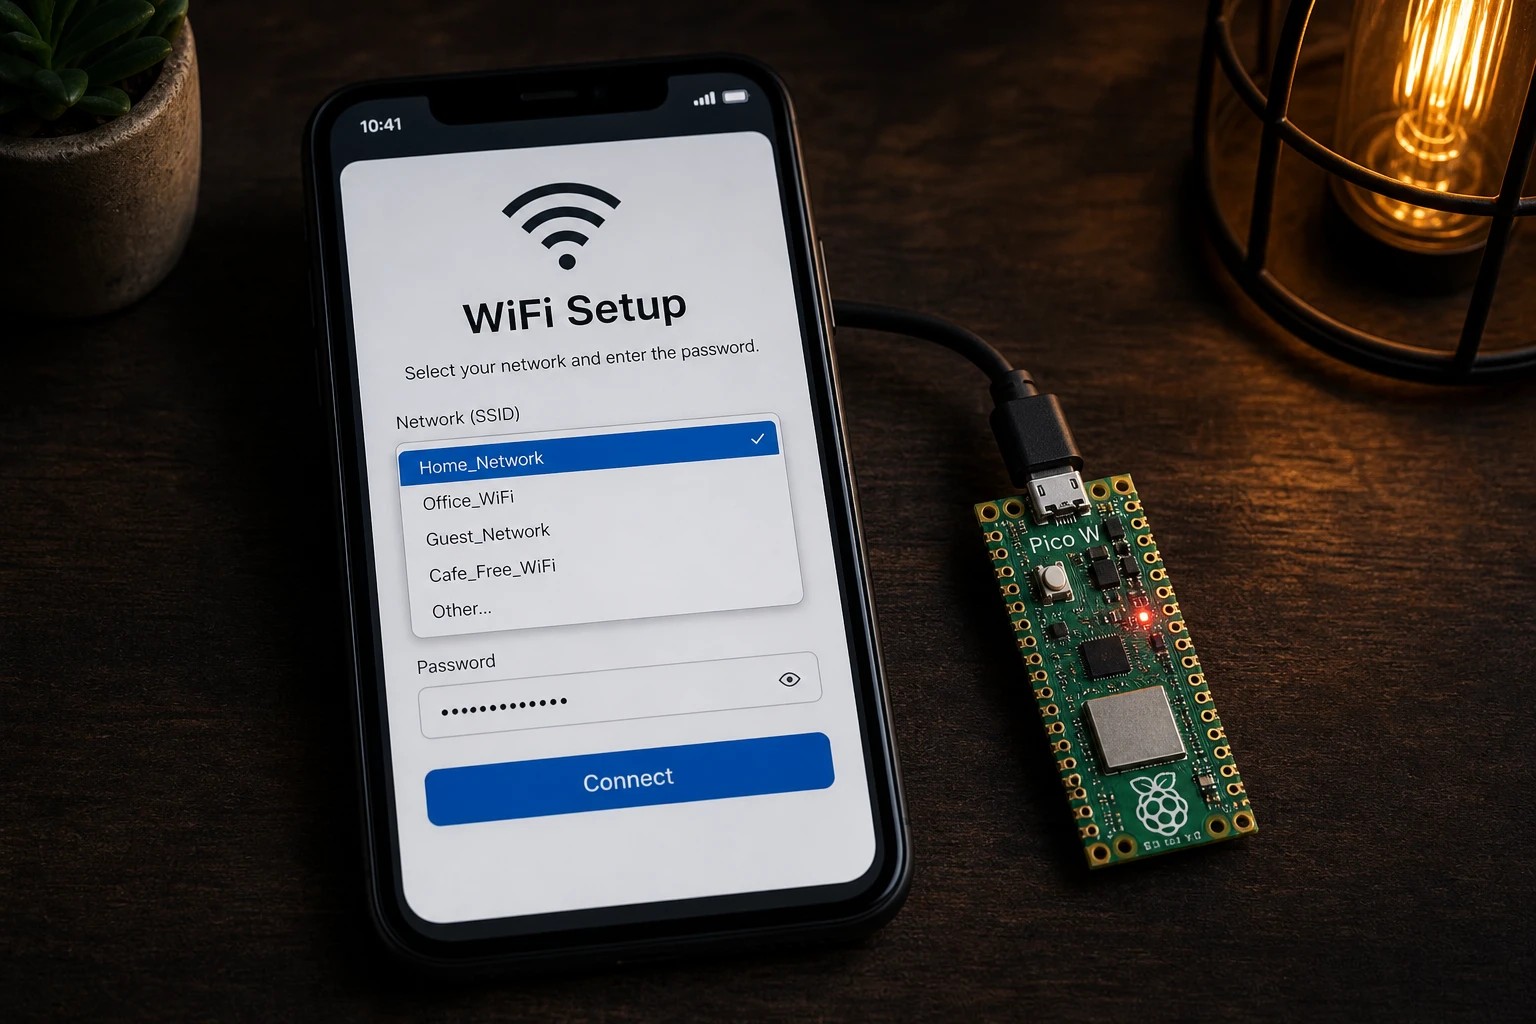 10:41
WiFi Setup
Select your network and enter the password.
Network (SSID)
Home_Network
Office_WiFi
Guest_Network
Cafe_Free_WiFi
Other...
Password
Connect
Pico W